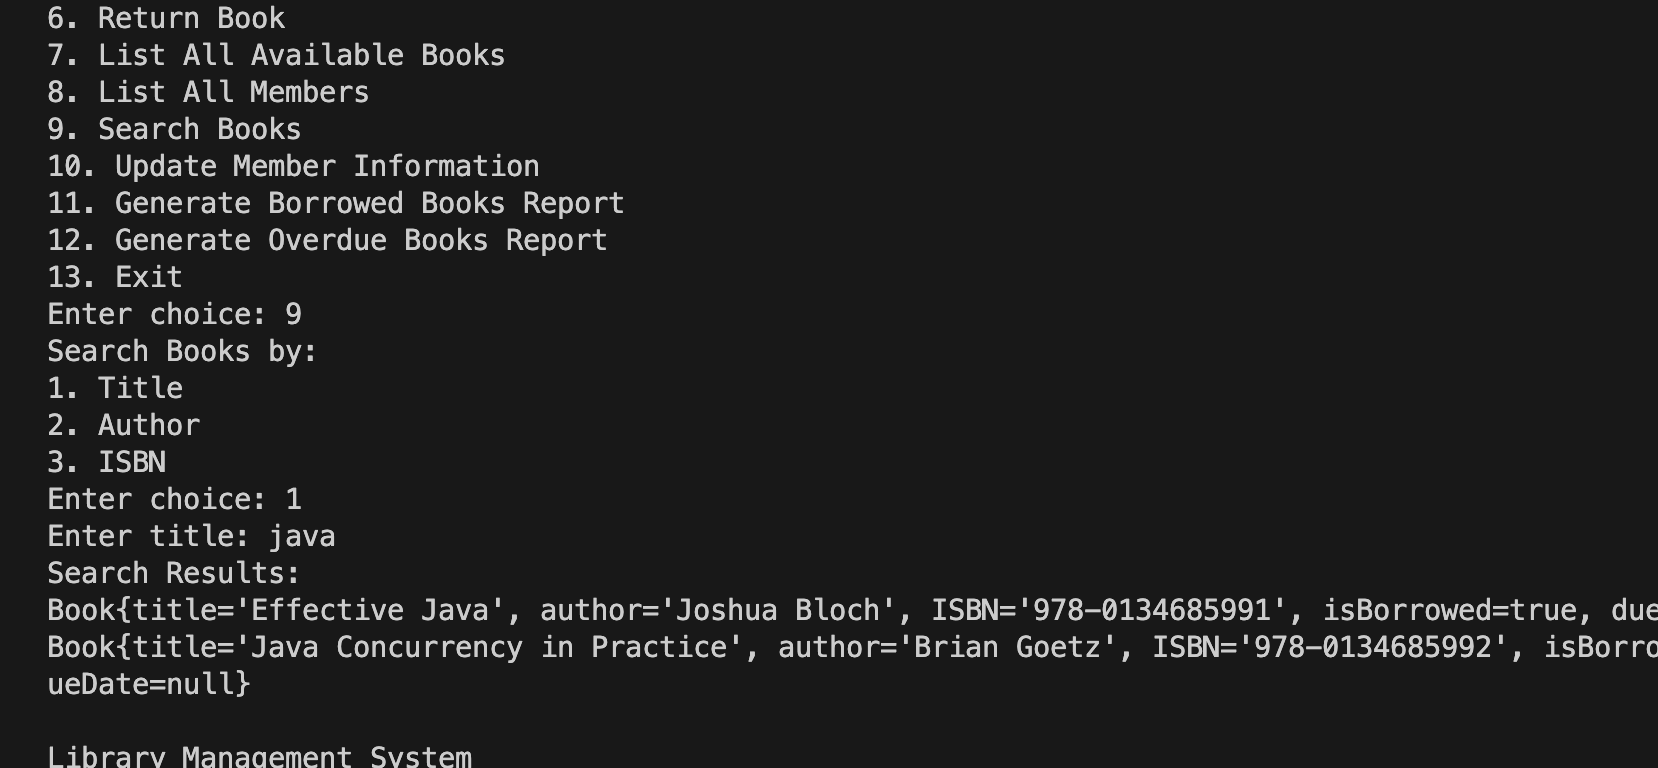 6. Return Book
7. List All Available Books
8. List All Members
9. Search Books
10. Update Member Information
11. Generate Borrowed Books Report
12. Generate Overdue Books Report
13. Exit
Enter choice: 9
Search Books by:
1. Title
2. Author
3. ISBN
Enter choice: 1
Enter title: java
Search Results:
Book{title='Effective Java', author='Joshua Bloch', ISBN='978-0134685991', isBorrowed=true, due
Book{title='Java Concurrency in Practice', author='Brian Goetz', ISBN='978-0134685992', isBorro
ueDate=null}
Library Management System